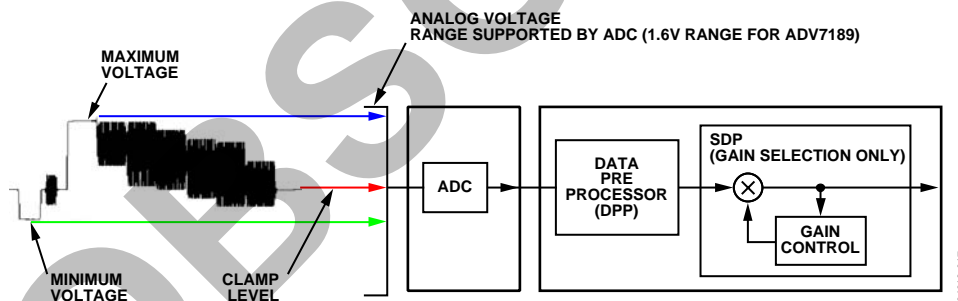 ANALOG VOLTAGE
RANGE SUPPORTED BY ADC (1.6V RANGE FOR ADV7189)
MAXIMUM
VOLTAGE
SDP
(GAIN SELECTION ONLY)
ADC
DATA
PRE
PROCESSOR
(DPP)
GAIN
CONTROL
MINIMUM
VOLTAGE
CLAMP
LEVEL